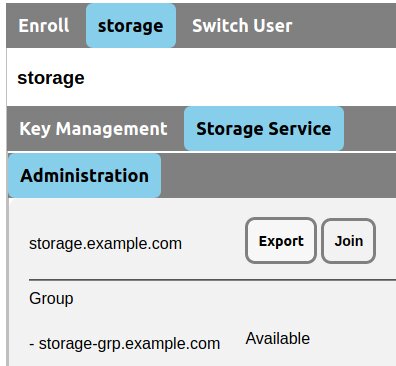 Enroll storage Switch User
storage
Key Management Storage Service
Administration
storage.example.com Export Join
Group
- storage-grp.example.com Available